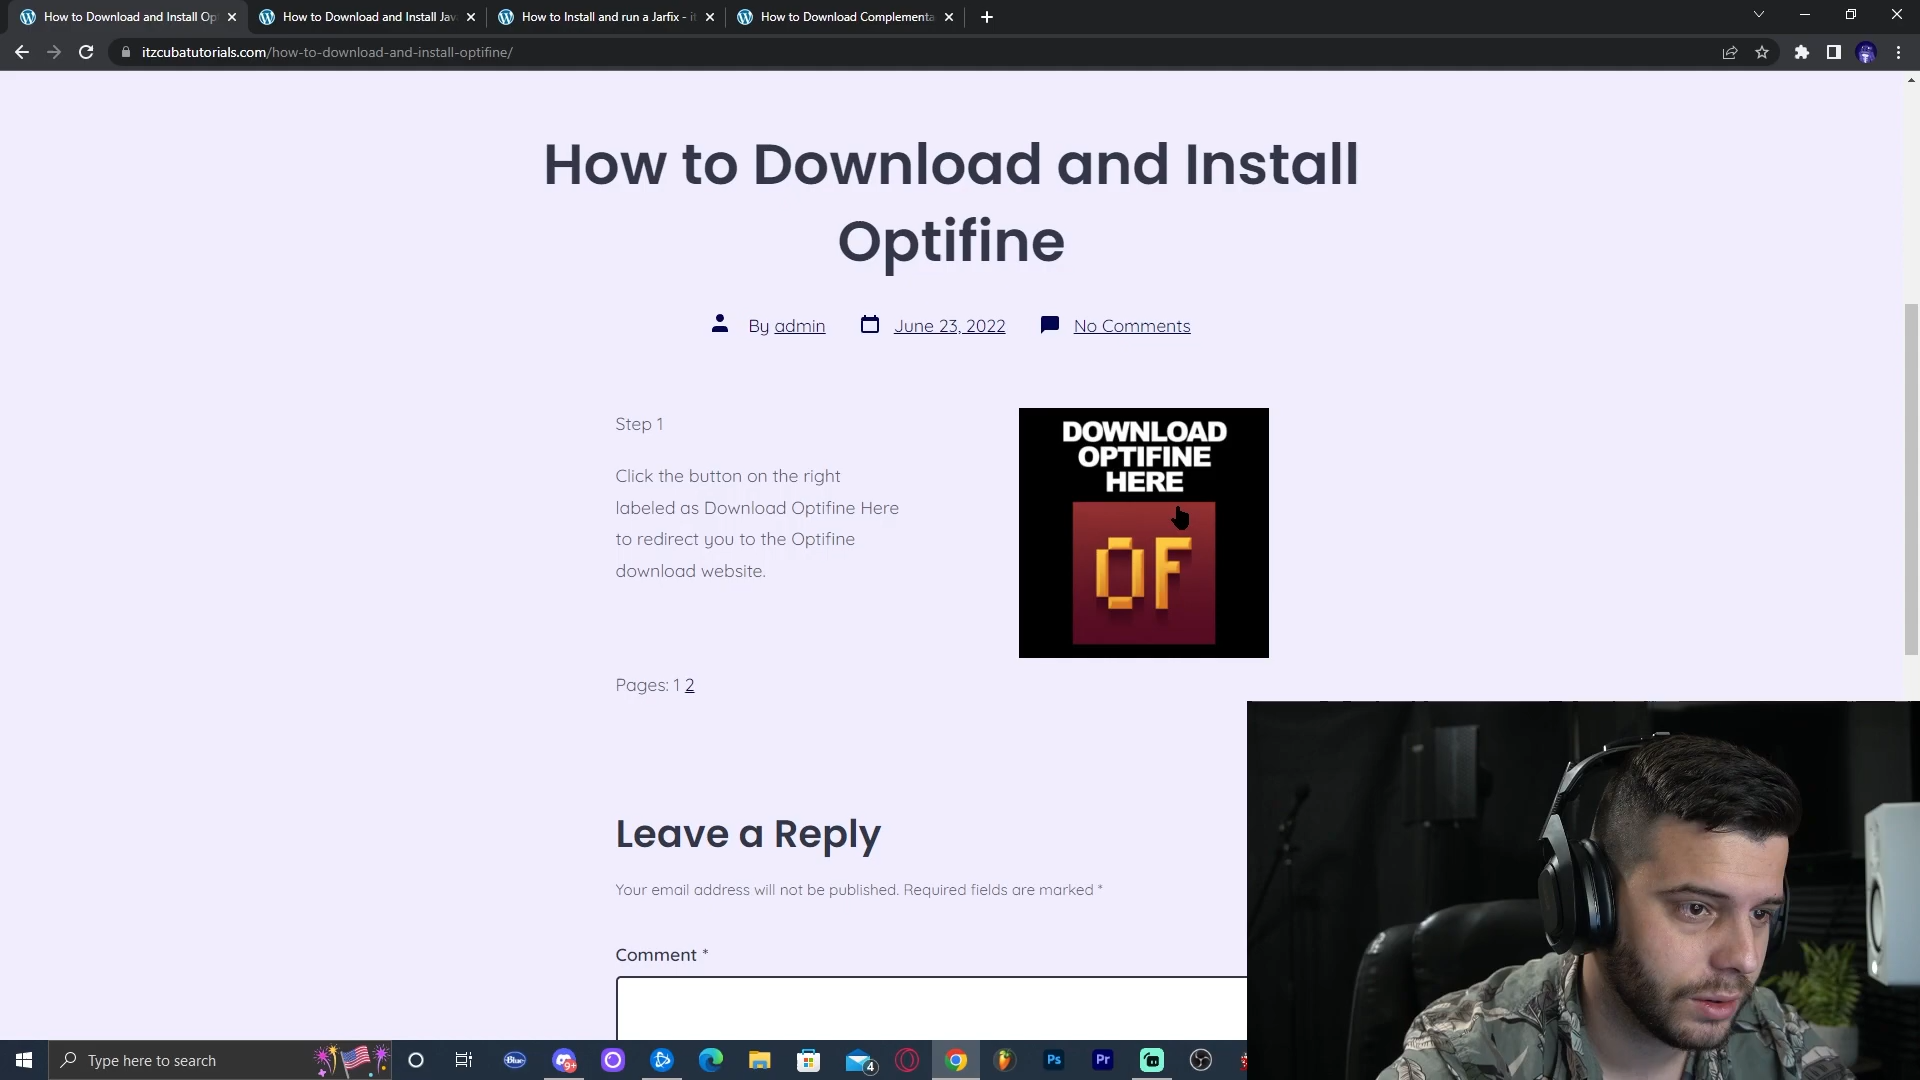 How to Download and Install Op
How to Download and Install Jav
How to Install and run a Jarfix - it
How to Download Complementa
itzcubatutorials.com/how-to-download-and-install-optifine/
How to Download and Install
Optifine
By admin
June 23, 2022
No Comments
Step 1
Click the button on the right
labeled as Download Optifine Here
to redirect you to the Optifine
download website.
DOWNLOAD
OPTIFINE
HERE
OF
Pages: 1 2
Leave a Reply
Your email address will not be published. Required fields are marked *
Comment *
Type here to search
Blue
9+
4
Ps
Pr